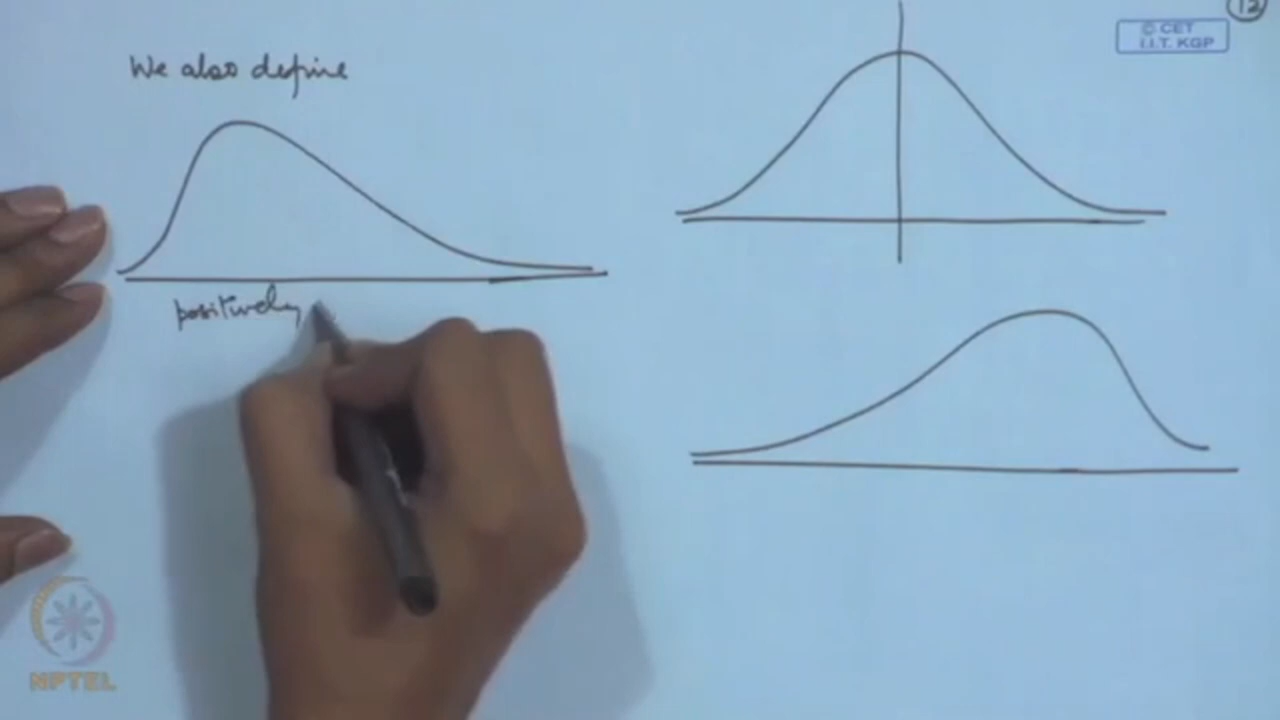 We also define
positively
12
© CET
I.I.T. KGP
NPTEL